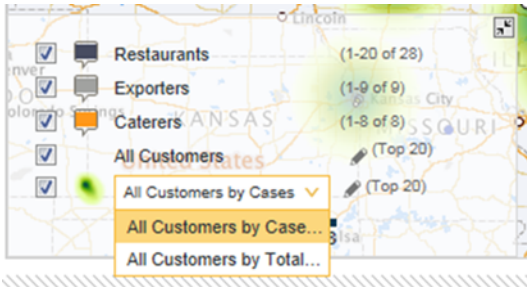 Lincoln
Restaurants (1-20 of 28)
Exporters (1-9 of 9)
Kansas City
Caterers (1-8 of 8)
KANSAS
All Customers (Top 20)
United States
All Customers by Cases (Top 20)
All Customers by Case...
All Customers by Total...